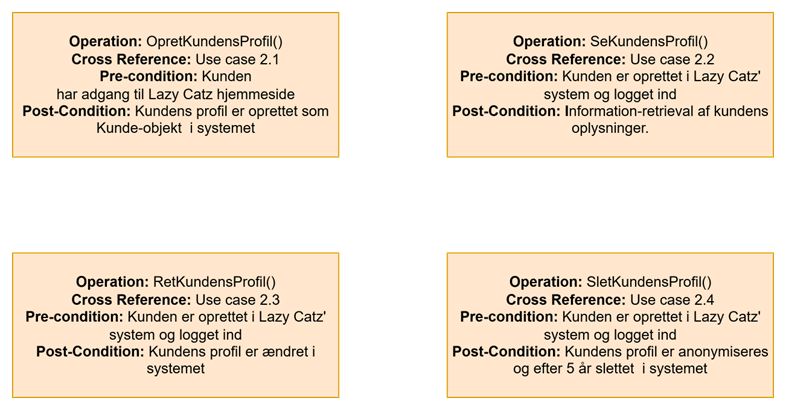 Operation: OpretKundensProfil()
Cross Reference: Use case 2.1
Pre-condition: Kunden
har adgang til Lazy Catz hjemmeside
Post-Condition: Kundens profil er oprettet som
Kunde-objekt i systemet
Operation: SeKundensProfil()
Cross Reference: Use case 2.2
Pre-condition: Kunden er oprettet i Lazy Catz'
system og logget ind
Post-Condition: Information-retrieval af kundens
oplysninger.
Operation: RetKundensProfil()
Cross Reference: Use case 2.3
Pre-condition: Kunden er oprettet i Lazy Catz'
system og logget ind
Post-Condition: Kundens profil er ændret i
systemet
Operation: SletKundensProfil()
Cross Reference: Use case 2.4
Pre-condition: Kunden er oprettet i Lazy Catz'
system og logget ind
Post-Condition: Kundens profil er anonymiseres
og efter 5 år slettet i systemet